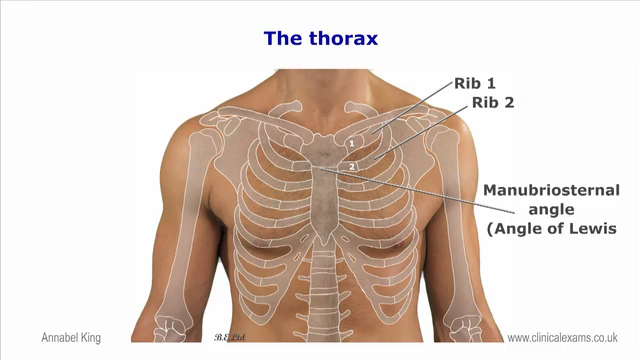 The thorax
Rib 1
Rib 2
1
2
Manubriosternal
angle
(Angle of Lewis
Annabel King
B.E Ltd
www.clinicalexams.co.uk